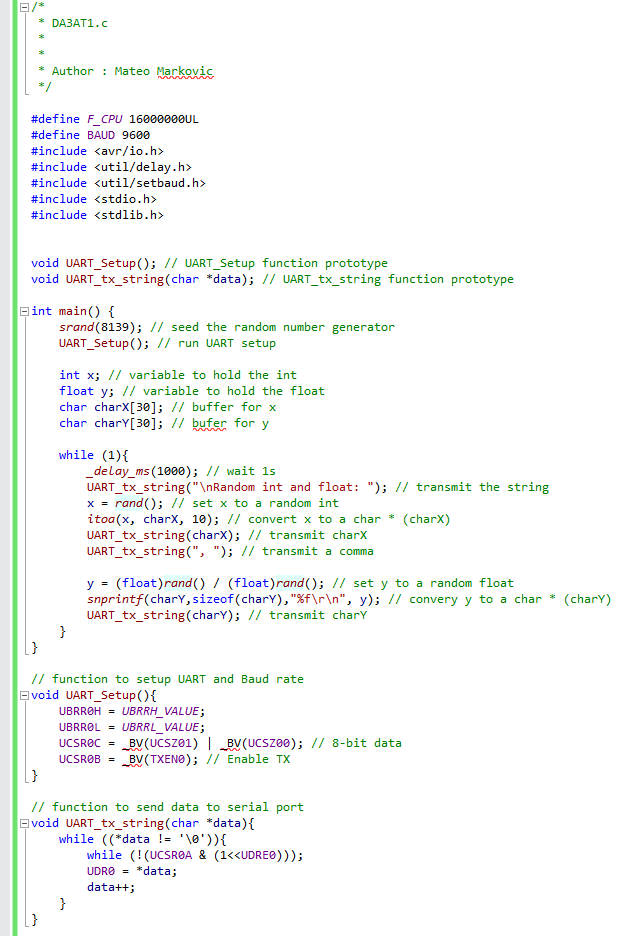 /*
 * DA3AT1.c
 *
 *
 * Author : Mateo Markovic
 */

#define F_CPU 16000000UL
#define BAUD 9600
#include <avr/io.h>
#include <util/delay.h>
#include <util/setbaud.h>
#include <stdio.h>
#include <stdlib.h>


void UART_Setup(); // UART_Setup function prototype
void UART_tx_string(char *data); // UART_tx_string function prototype

int main() {
    srand(8139); // seed the random number generator
    UART_Setup(); // run UART setup

    int x; // variable to hold the int
    float y; // variable to hold the float
    char charX[30]; // buffer for x
    char charY[30]; // bufer for y

    while (1){
        _delay_ms(1000); // wait 1s
        UART_tx_string("\nRandom int and float: "); // transmit the string
        x = rand(); // set x to a random int
        itoa(x, charX, 10); // convert x to a char * (charX)
        UART_tx_string(charX); // transmit charX
        UART_tx_string(", "); // transmit a comma

        y = (float)rand() / (float)rand(); // set y to a random float
        snprintf(charY,sizeof(charY),"%f\r\n", y); // convery y to a char * (charY)
        UART_tx_string(charY); // transmit charY
    }
}

// function to setup UART and Baud rate
void UART_Setup(){
    UBRR0H = UBRRH_VALUE;
    UBRR0L = UBRRL_VALUE;
    UCSR0C = _BV(UCSZ01) | _BV(UCSZ00); // 8-bit data
    UCSR0B = _BV(TXEN0); // Enable TX
}

// function to send data to serial port
void UART_tx_string(char *data){
    while ((*data != '\0')){
        while (!(UCSR0A & (1<<UDRE0)));
        UDR0 = *data;
        data++;
    }
}